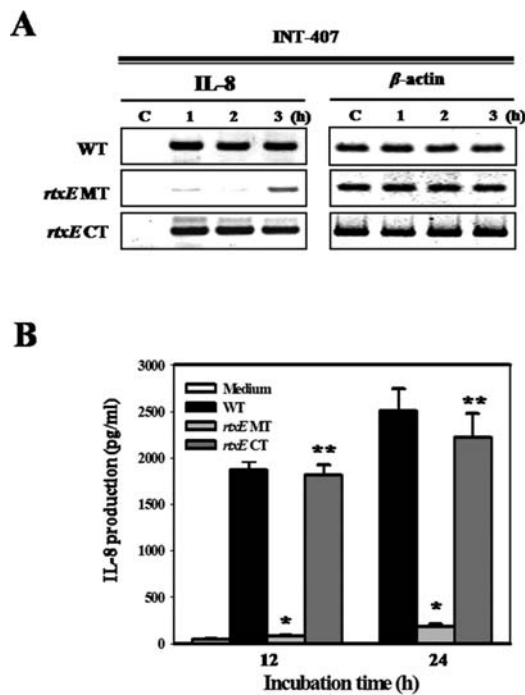 A
INT-407
IL-8 β-actin
C 1 2 3 (h) C 1 2 3 (h)
WT
rtxE MT
rtxE CT
B
3000
2500
2000
1500
1000
500
0
IL-8 production (pg/ml)
Medium
WT
rtxE MT
rtxE CT
* ** * **
12 24
Incubation time (h)